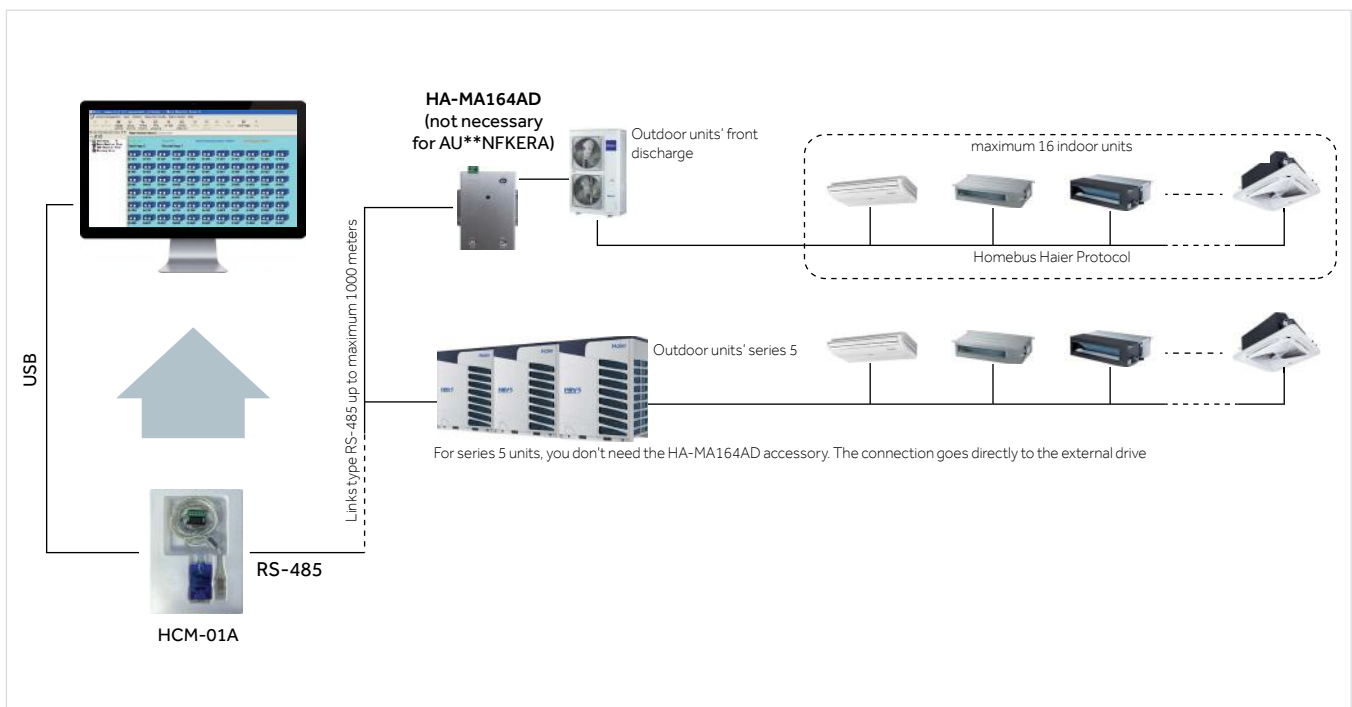 HA-MA164AD
(not necessary
for AU**NFKERA)
Outdoor units' front
discharge
maximum 16 indoor units
Homebus Haier Protocol
USB
Links type RS-485 up to maximum 1000 meters
Haier
Haier
Outdoor units' series 5
For series 5 units, you don't need the HA-MA164AD accessory. The connection goes directly to the external drive
RS-485
HCM-01A